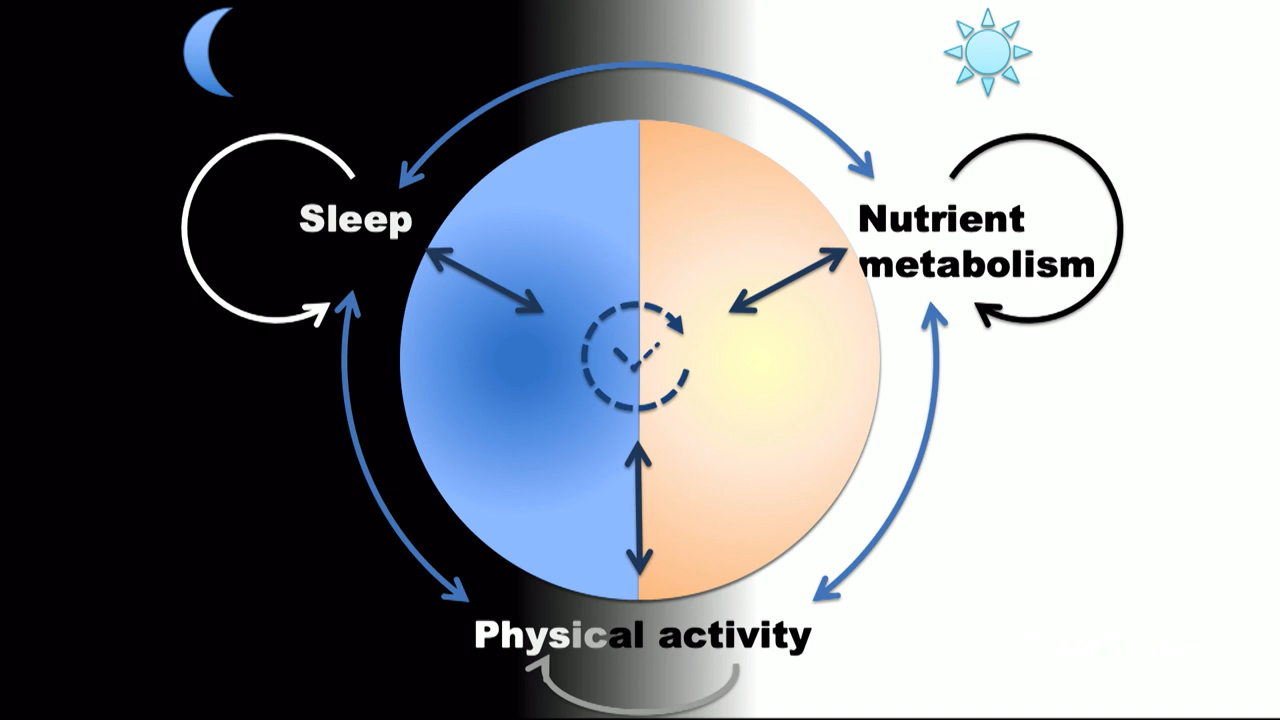 Sleep
Nutrient
metabolism
Physical activity